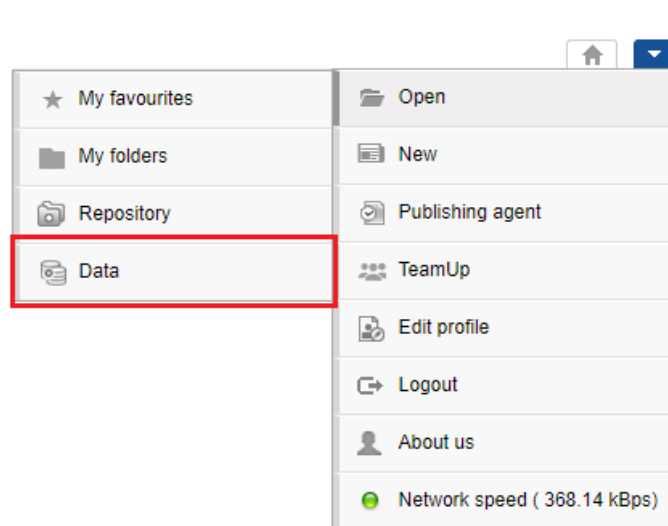 My favourites
My folders
Repository
Data
Open
New
Publishing agent
TeamUp
Edit profile
Logout
About us
Network speed ( 368.14 kBps)